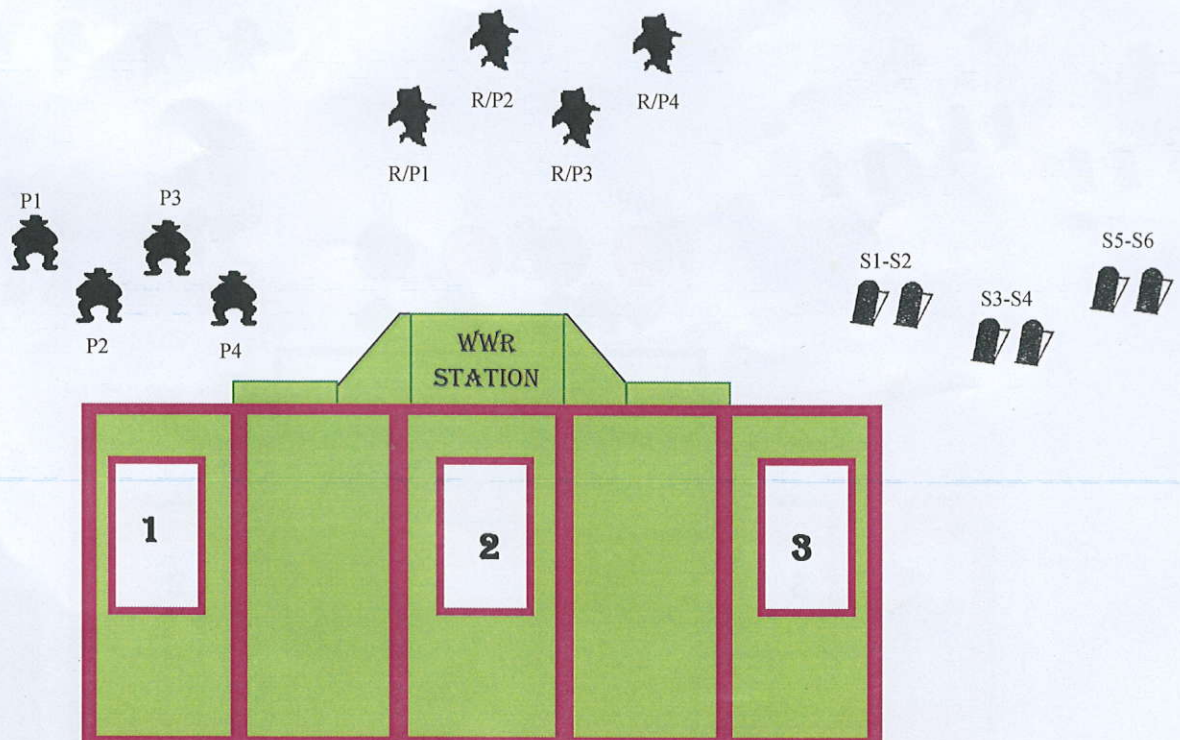 R/P2
R/P4
R/P1
R/P3
P1
P3
P2
P4
S1-S2
S3-S4
S5-S6
WWR
STATION
1
2
3